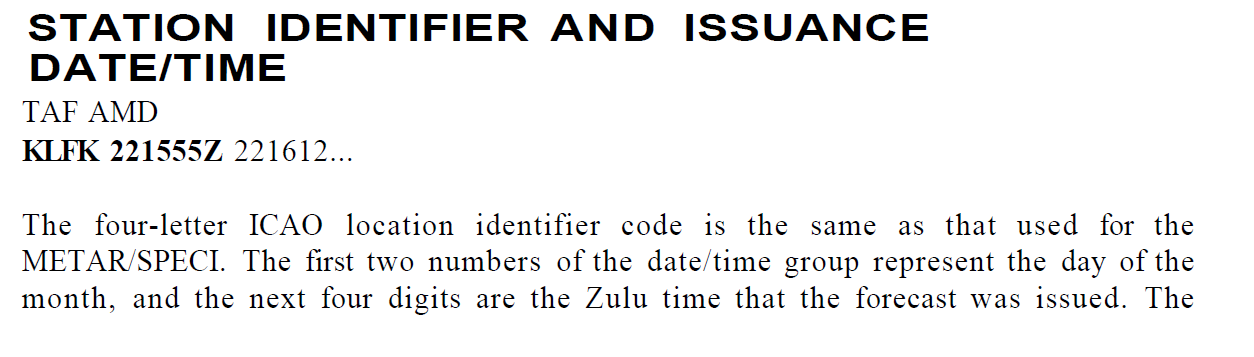 STATION IDENTIFIER AND ISSUANCE
DATE/TIME
TAF AMD
KLFK 221555Z 221612...
The four-letter ICAO location identifier code is the same as that used for the
METAR/SPECI. The first two numbers of the date/time group represent the day of the
month, and the next four digits are the Zulu time that the forecast was issued. The